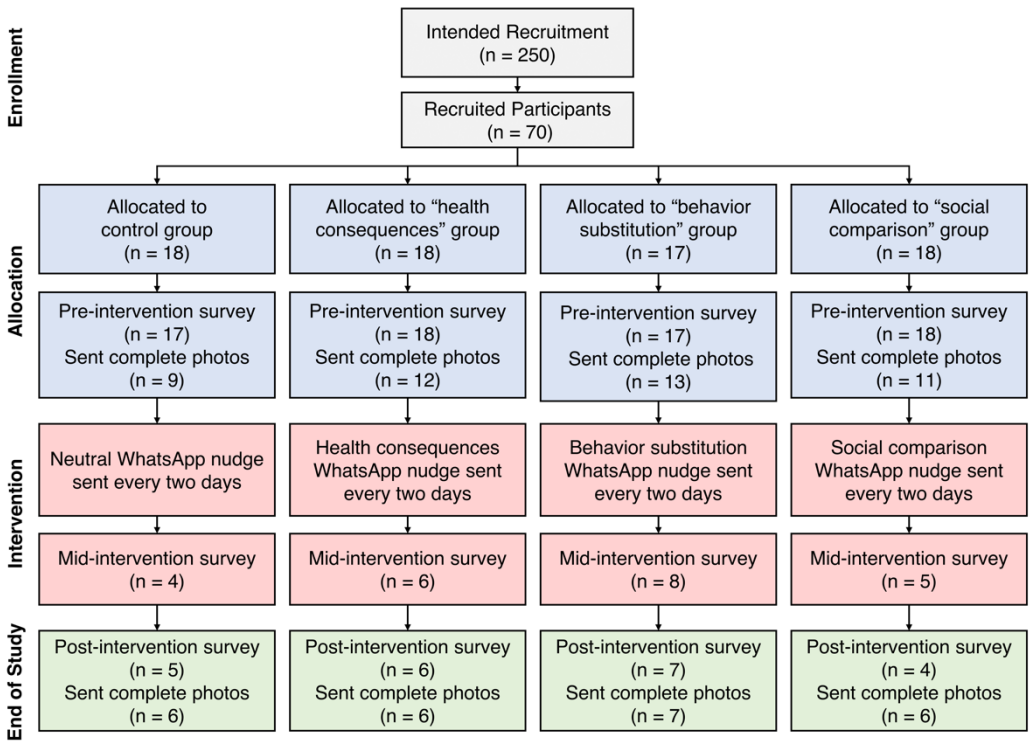 Enrollment
Intended Recruitment
(n = 250)
Recruited Participants
(n = 70)
Allocation
Allocated to
control group
(n = 18)
Allocated to “health
consequences” group
(n = 18)
Allocated to “behavior
substitution” group
(n = 17)
Allocated to “social
comparison” group
(n = 18)
Pre-intervention survey
(n = 17)
Sent complete photos
(n = 9)
Pre-intervention survey
(n = 18)
Sent complete photos
(n = 12)
Pre-intervention survey
(n = 17)
Sent complete photos
(n = 13)
Pre-intervention survey
(n = 18)
Sent complete photos
(n = 11)
Intervention
Neutral WhatsApp nudge
sent every two days
Health consequences
WhatsApp nudge sent
every two days
Behavior substitution
WhatsApp nudge sent
every two days
Social comparison
WhatsApp nudge sent
every two days
Mid-intervention survey
(n = 4)
Mid-intervention survey
(n = 6)
Mid-intervention survey
(n = 8)
Mid-intervention survey
(n = 5)
End of Study
Post-intervention survey
(n = 5)
Sent complete photos
(n = 6)
Post-intervention survey
(n = 6)
Sent complete photos
(n = 6)
Post-intervention survey
(n = 7)
Sent complete photos
(n = 7)
Post-intervention survey
(n = 4)
Sent complete photos
(n = 6)